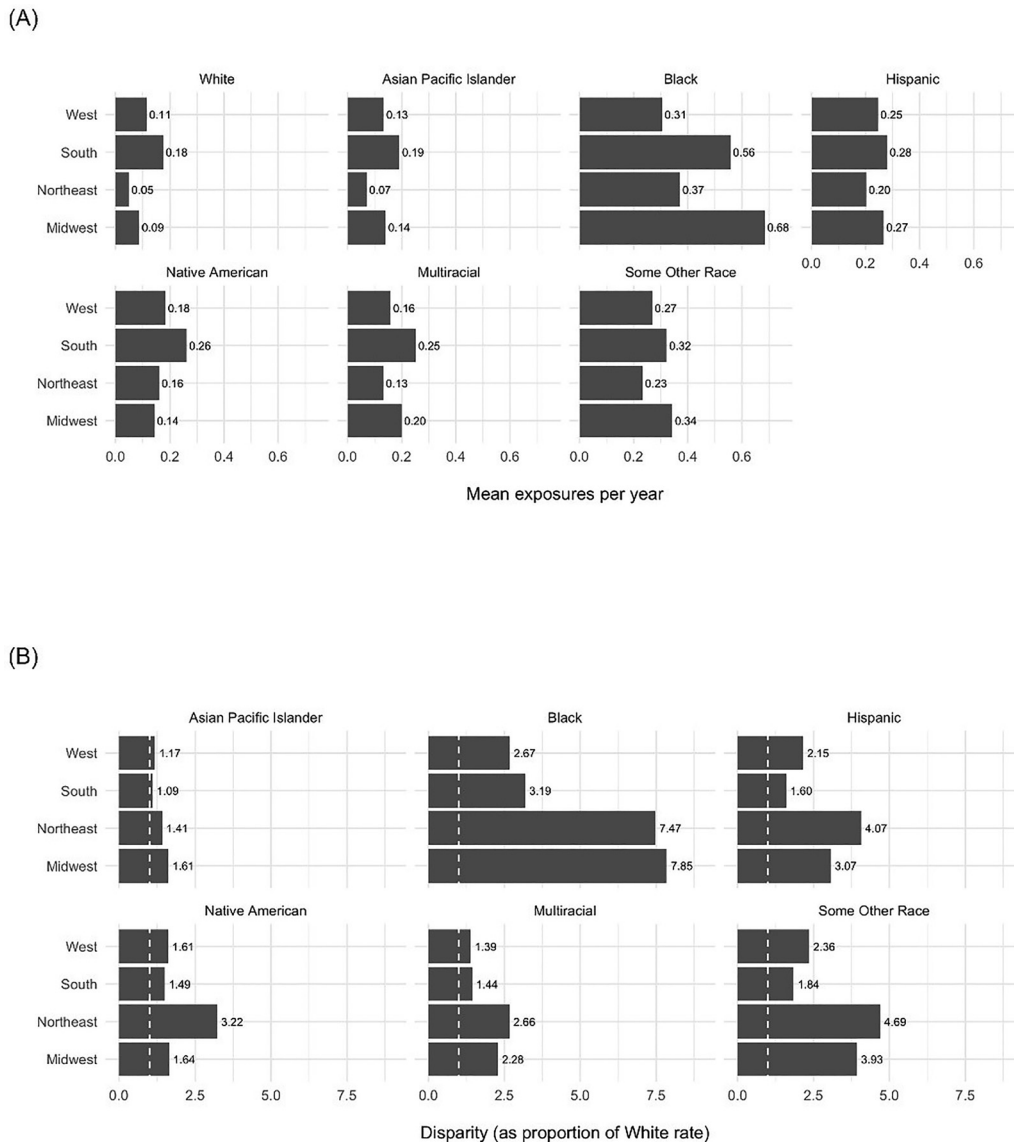 (A)
White Asian Pacific Islander Black Hispanic
West 0.11 0.13 0.31 0.25
South 0.18 0.19 0.56 0.28
Northeast 0.05 0.07 0.37 0.20
Midwest 0.09 0.14 0.68 0.27
0.0 0.2 0.4 0.6
Native American Multiracial Some Other Race
West 0.18 0.16 0.27
South 0.26 0.25 0.32
Northeast 0.16 0.13 0.23
Midwest 0.14 0.20 0.34
0.0 0.2 0.4 0.6 0.0 0.2 0.4 0.6 0.0 0.2 0.4 0.6
Mean exposures per year
(B)
Asian Pacific Islander Black Hispanic
West 1.17 2.67 2.15
South 1.09 3.19 1.60
Northeast 1.41 7.47 4.07
Midwest 1.61 7.85 3.07
Native American Multiracial Some Other Race
West 1.61 1.39 2.36
South 1.49 1.44 1.84
Northeast 3.22 2.66 4.69
Midwest 1.64 2.28 3.93
0.0 2.5 5.0 7.5 0.0 2.5 5.0 7.5 0.0 2.5 5.0 7.5
Disparity (as proportion of White rate)